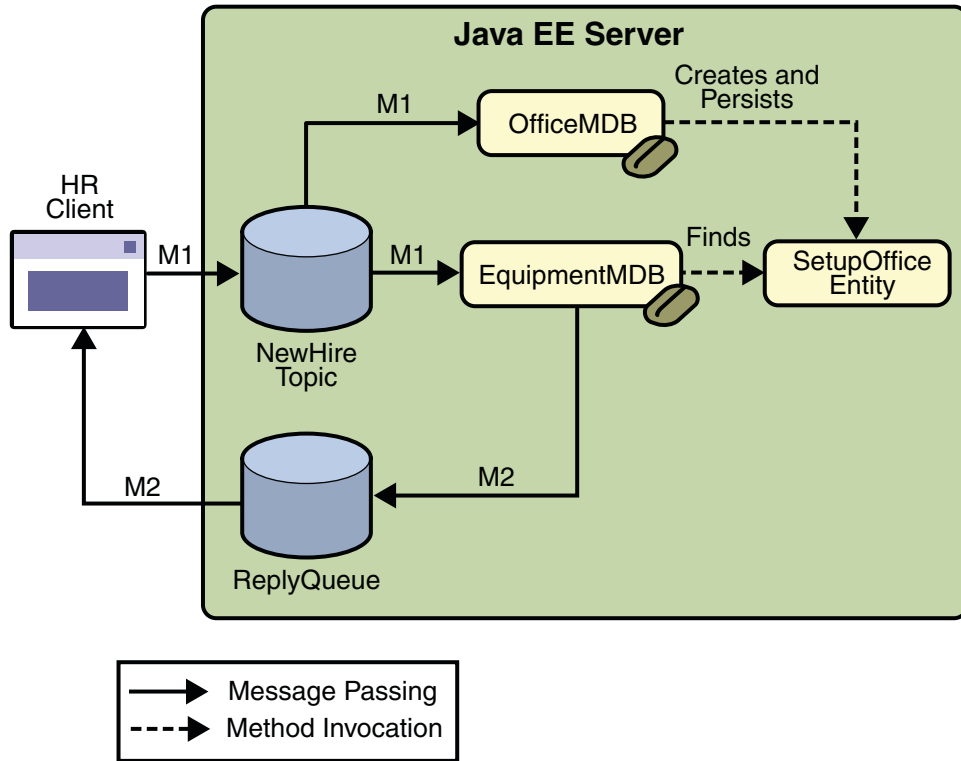 Java EE Server
Creates and
Persists
M1
OfficeMDB
HR
Client
M1
M1
Finds
EquipmentMDB
SetupOffice
Entity
NewHire
Topic
M2
M2
ReplyQueue
Message Passing
Method Invocation